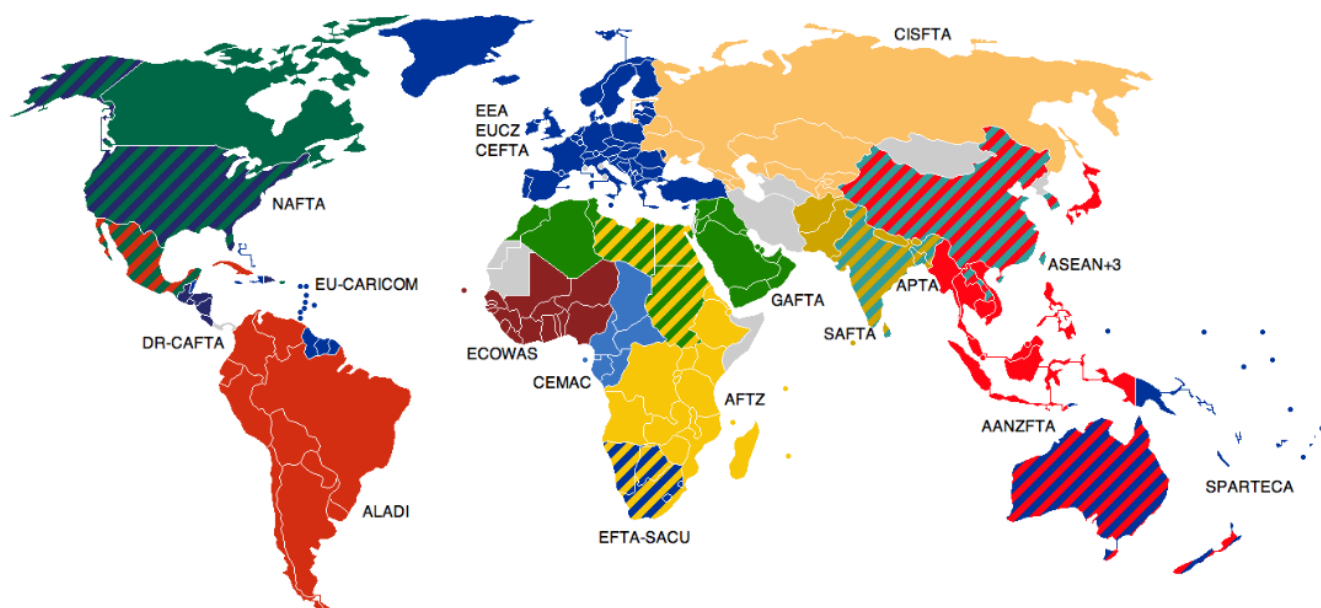 CISFTA
EEA
EUCZ
CEFTA
NAFTA
ASEAN+3
EU-CARICOM
APTA
GAFTA
DR-CAFTA
SAFTA
ECOWAS
CEMAC
AFTZ
AANZFTA
SPARTECA
ALADI
EFTA-SACU